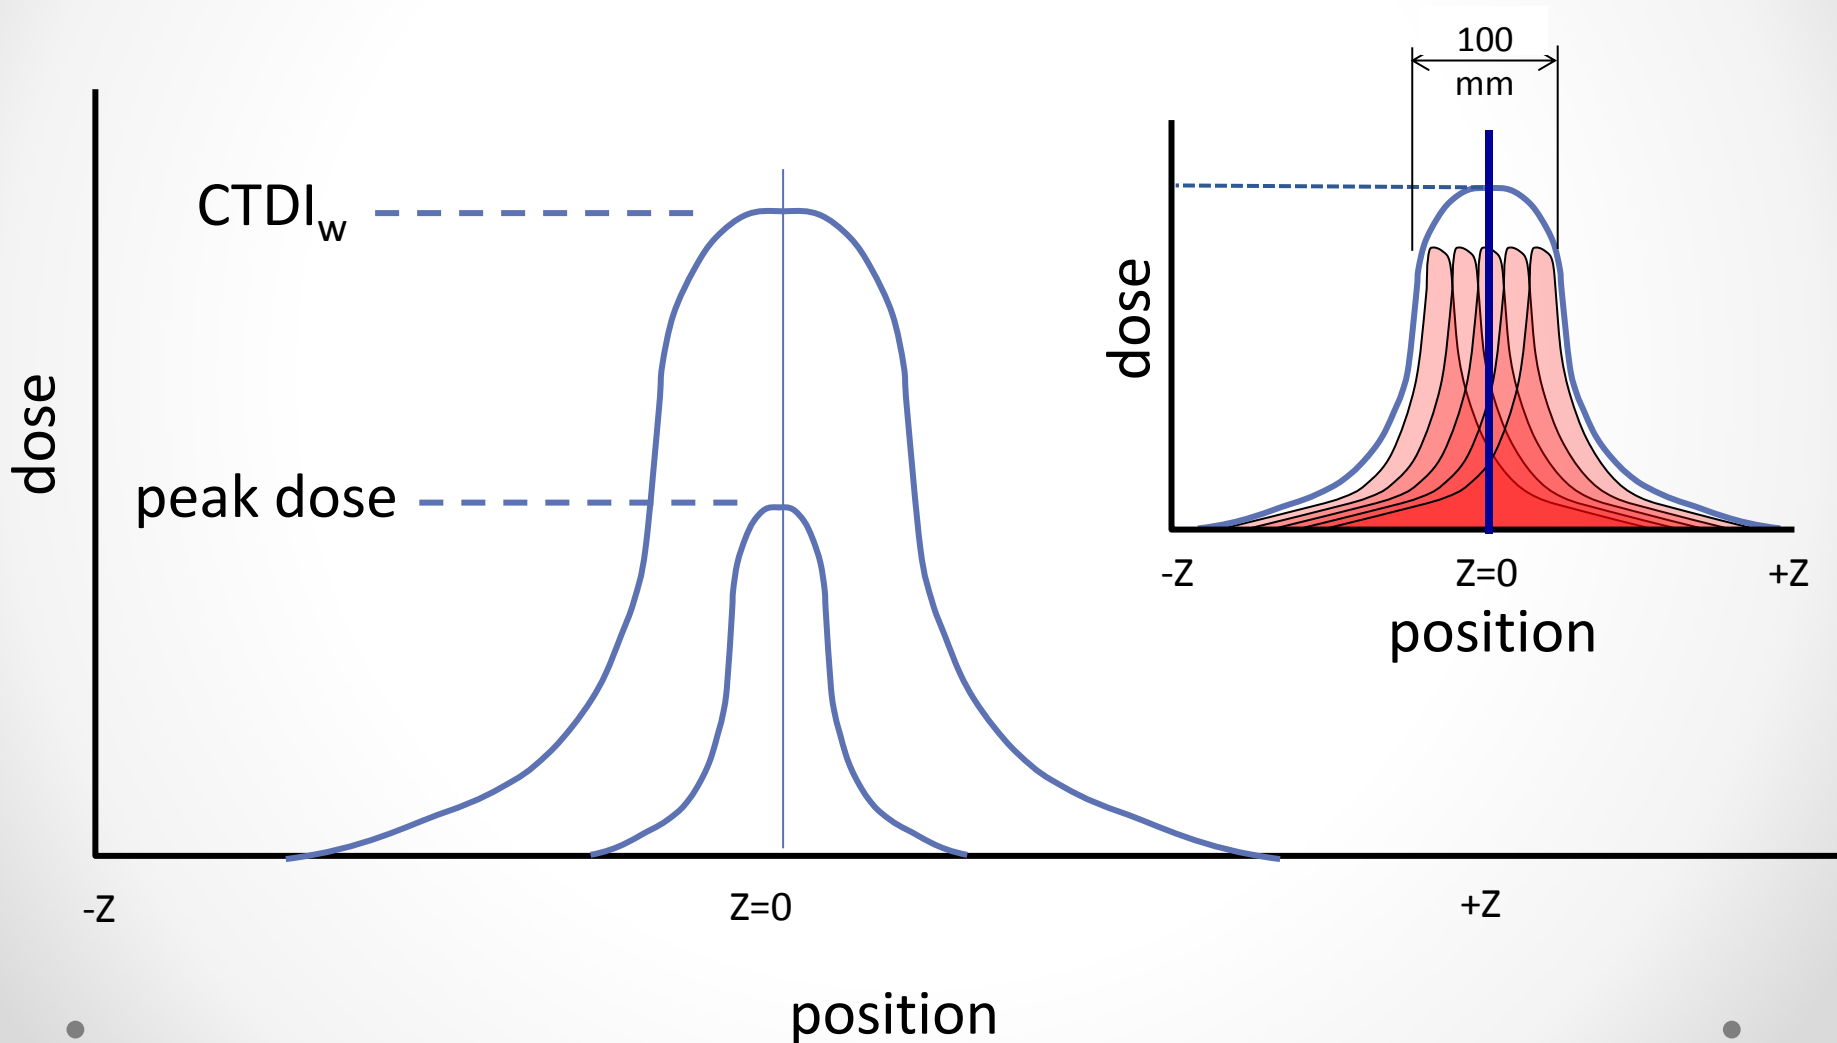 CTDIw
peak dose
dose
-Z
Z=0
+Z
position
100
mm
dose
-Z
Z=0
+Z
position